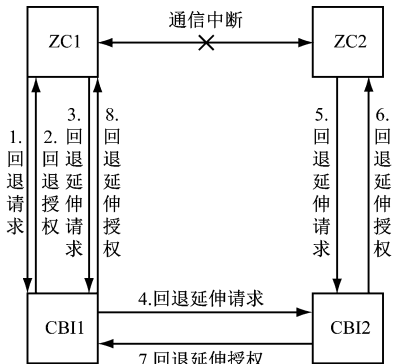 通信中断
ZC1
ZC2
1.回退请求
2.回退授权
3.回退延伸请求
8.回退延伸授权
5.回退延伸请求
6.回退延伸授权
4.回退延伸请求
CBI1
CBI2
7.回退延伸授权